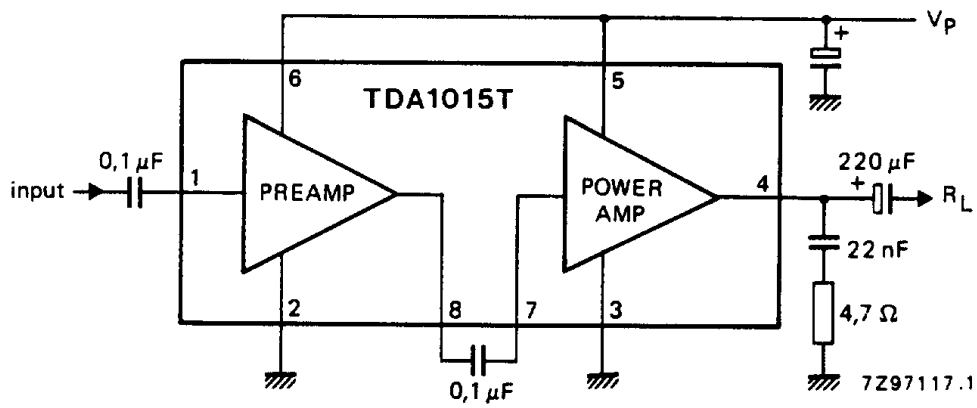 V_P
+
6
5
TDA1015T
0,1 µF
input
1
PREAMP
POWER
AMP
4
220 µF
+
R_L
22 nF
2
8
7
3
4,7 Ω
0,1 µF
7Z97117.1